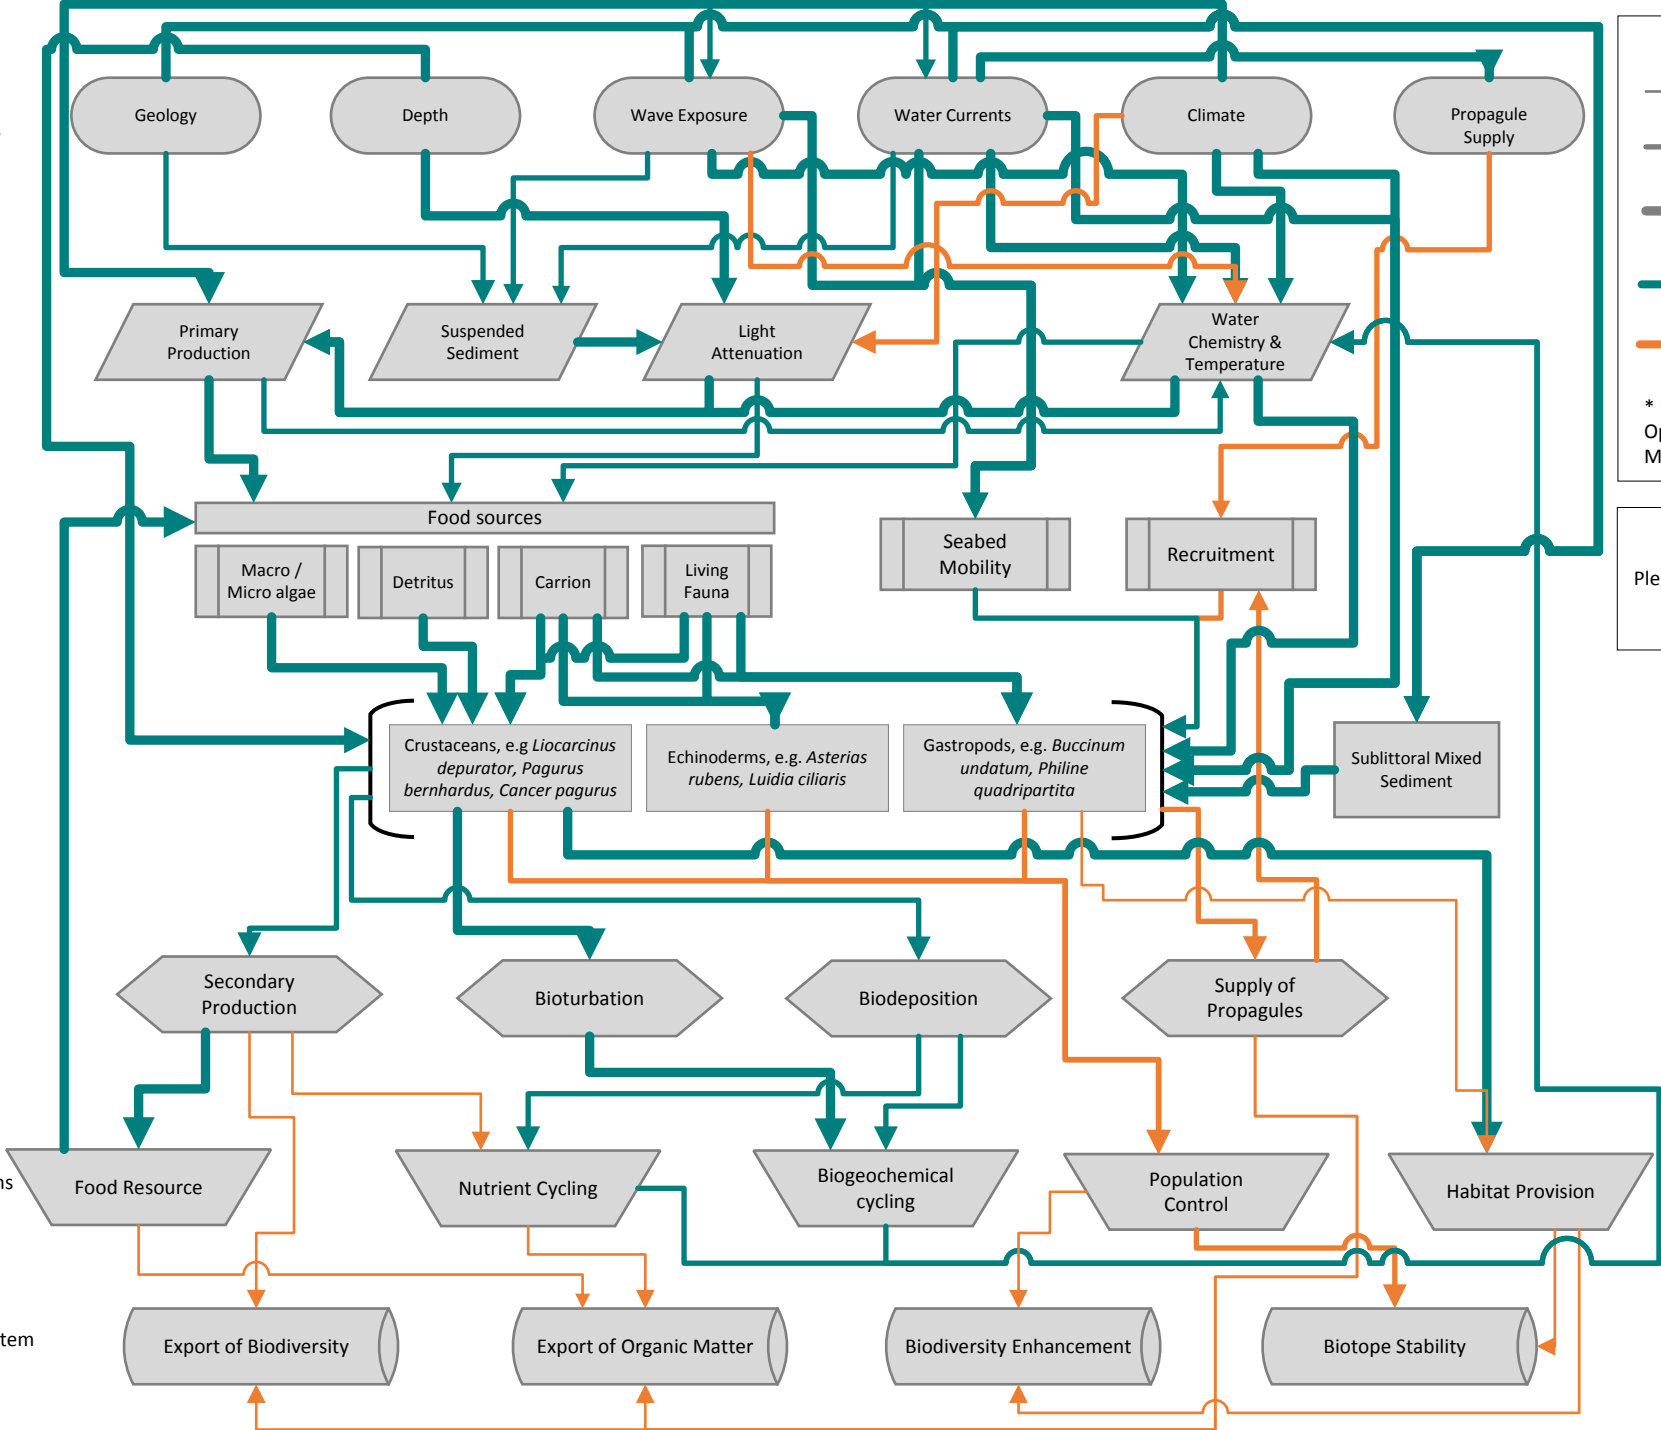 Geology
Depth
Wave Exposure
Water Currents
Climate
Propagule
Supply
Primary
Production
Suspended
Sediment
Light
Attenuation
Water
Chemistry &
Temperature
*
Op
M
Food sources
Macro /
Micro algae
Detritus
Carrion
Living
Fauna
Seabed
Mobility
Recruitment
Ple
Crustaceans, e.g Liocarcinus
depurator, Pagurus
bernhardus, Cancer pagurus
Echinoderms, e.g. Asterias
rubens, Luidia ciliaris
Gastropods, e.g. Buccinum
undatum, Philine
quadripartita
Sublittoral Mixed
Sediment
Secondary
Production
Bioturbation
Biodeposition
Supply of
Propagules
ns
Food Resource
Nutrient Cycling
Biogeochemical
cycling
Population
Control
Habitat Provision
tem
Export of Biodiversity
Export of Organic Matter
Biodiversity Enhancement
Biotope Stability